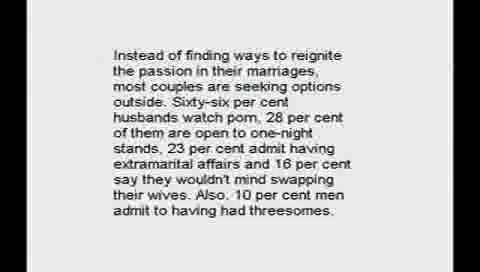 Instead of finding ways to reignite
the passion in their marriages,
most couples are seeking options
outside. Sixty-six per cent
husbands watch porn, 28 per cent
of them are open to one-night
stands, 23 per cent admit having
extramarital affairs and 16 per cent
say they wouldn't mind swapping
their wives. Also, 10 per cent men
admit to having had threesomes.